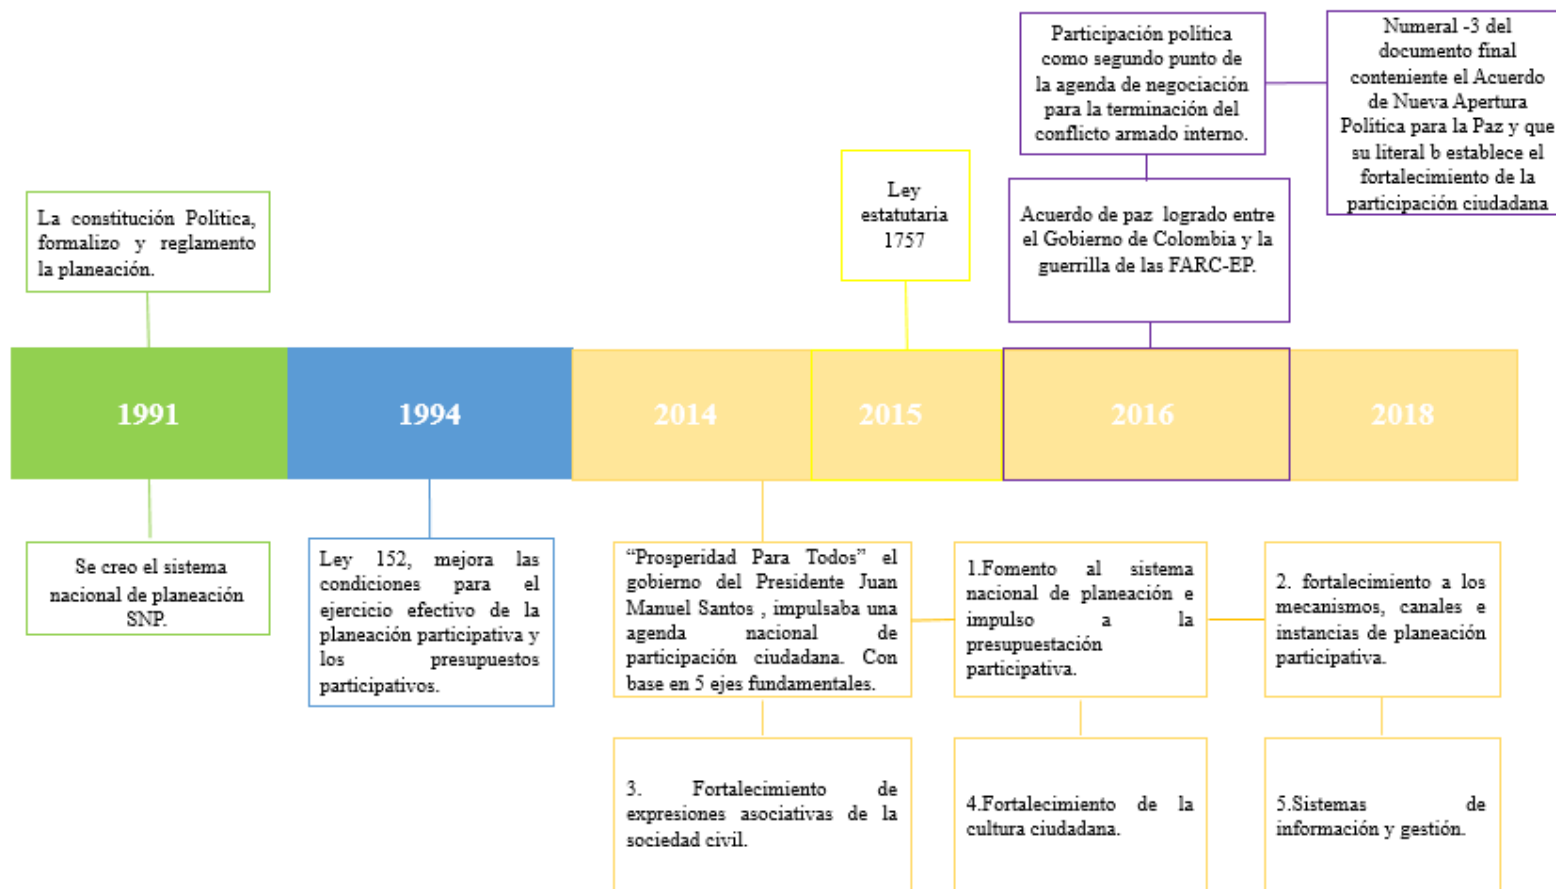 Participación política
como segundo punto de
la agenda de negociación
para la terminación del
conflicto armado interno.
Numeral -3 del
documento final
conteniente el Acuerdo
de Nueva Apertura
Política para la Paz y que
su literal b establece el
fortalecimiento de la
participación ciudadana
La constitución Política,
formalizo y reglamento
la planeación.
Ley
estatutaria
1757
Acuerdo de paz logrado entre
el Gobierno de Colombia y la
guerrilla de las FARC-EP.
1991
1994
2014
2015
2016
2018
Se creo el sistema
nacional de planeación
SNP.
Ley 152, mejora las
condiciones para el
ejercicio efectivo de la
planeación participativa y
los presupuestos
participativos.
“Prosperidad Para Todos” el
gobierno del Presidente Juan
Manuel Santos , impulsaba una
agenda nacional de
participación ciudadana. Con
base en 5 ejes fundamentales.
1.Fomento al sistema
nacional de planeación e
impulso a la
presupuestación
participativa.
2. fortalecimiento a los
mecanismos, canales e
instancias de planeación
participativa.
3. Fortalecimiento de
expresiones asociativas de la
sociedad civil.
4.Fortalecimiento de la
cultura ciudadana.
5.Sistemas de
información y gestión.